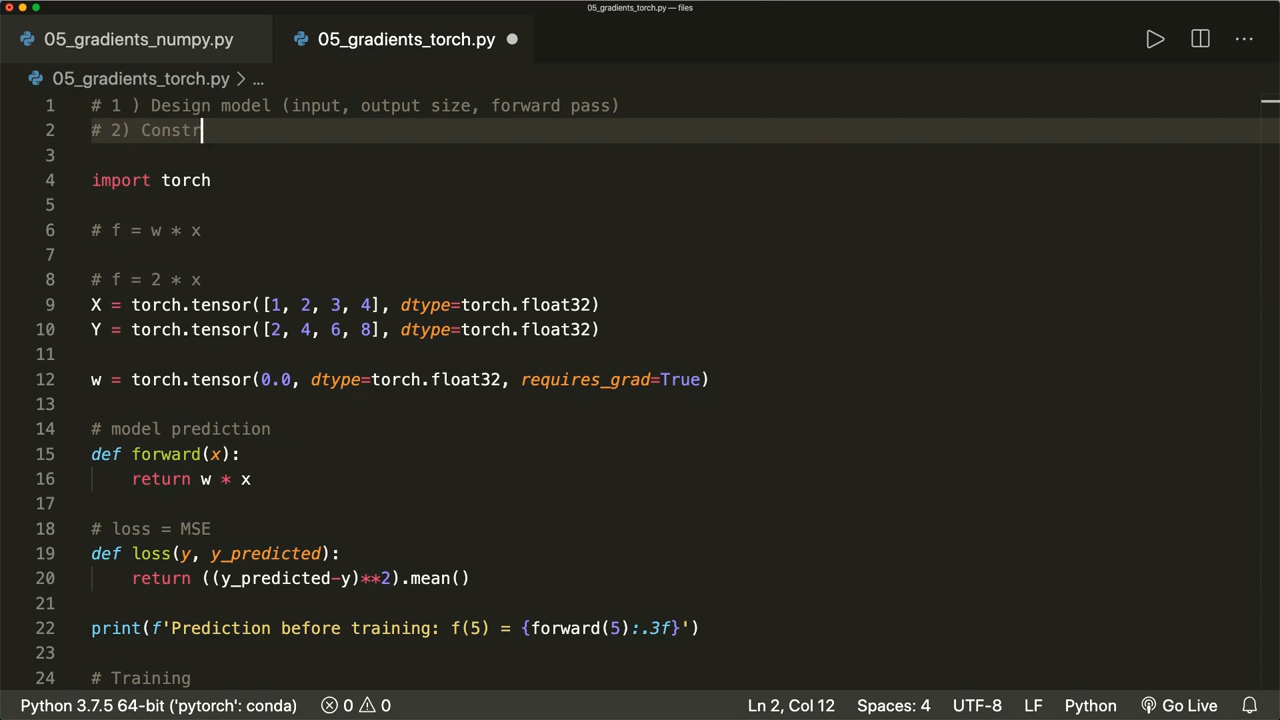 05_gradients_torch.py — files
05_gradients_numpy.py
05_gradients_torch.py
05_gradients_torch.py > ...
1 # 1 ) Design model (input, output size, forward pass)
2 # 2) Constr
3
4 import torch
5
6 # f = w * x
7
8 # f = 2 * x
9 X = torch.tensor([1, 2, 3, 4], dtype=torch.float32)
10 Y = torch.tensor([2, 4, 6, 8], dtype=torch.float32)
11
12 w = torch.tensor(0.0, dtype=torch.float32, requires_grad=True)
13
14 # model prediction
15 def forward(x):
16 return w * x
17
18 # loss = MSE
19 def loss(y, y_predicted):
20 return ((y_predicted-y)**2).mean()
21
22 print(f'Prediction before training: f(5) = {forward(5):.3f}')
23
24 # Training
Python 3.7.5 64-bit ('pytorch': conda) 0 0 Ln 2, Col 12 Spaces: 4 UTF-8 LF Python Go Live